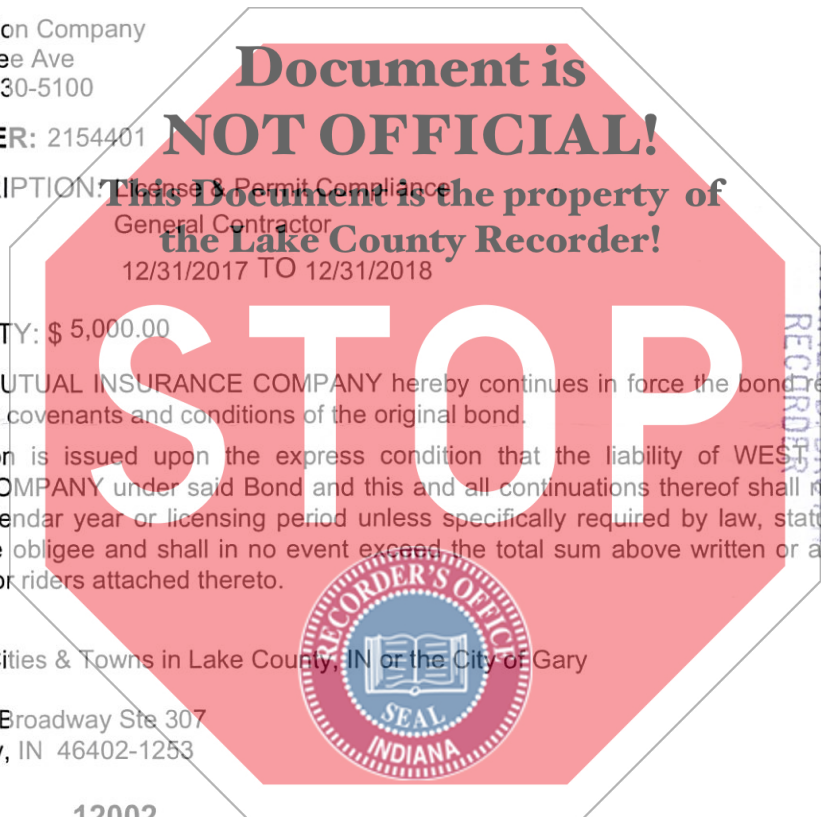 on Company
ee Ave
30-5100
Document is
NOT OFFICIAL!
This Document is the property of
the Lake County Recorder!
ER: 2154401
IPTION: License & Permit Compliance
General Contractor
12/31/2017 TO 12/31/2018
STOP
TY: $ 5,000.00
UTUAL INSURANCE COMPANY hereby continues in force the bond re
covenants and conditions of the original bond.
n is issued upon the express condition that the liability of WEST
OMPANY under said Bond and this and all continuations thereof shall n
endar year or licensing period unless specifically required by law, statu
e obligee and shall in no event exceed the total sum above written or a
or riders attached thereto.
RECORDER
RECORDER'S OFFICE
SEAL
INDIANA
ities & Towns in Lake County, IN or the City of Gary
Broadway Ste 307
y, IN 46402-1253
12002